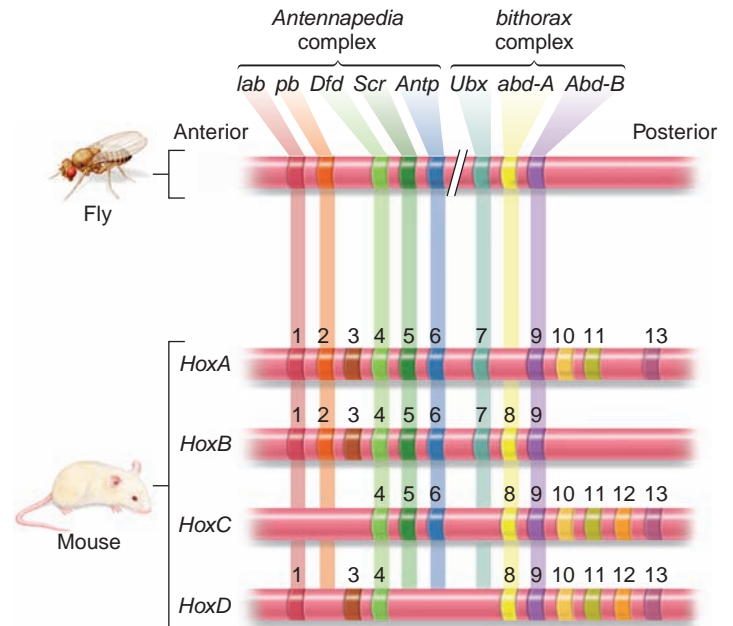 Antennapedia
complex
bithorax
complex
lab pb Dfd Scr Antp Ubx abd-A Abd-B
Anterior
Posterior
Fly
1 2 3 4 5 6 7 9 10 11 13
HoxA
1 2 3 4 5 6 7 8 9
HoxB
4 5 6 8 9 10 11 12 13
HoxC
Mouse
1 3 4 8 9 10 11 12 13
HoxD